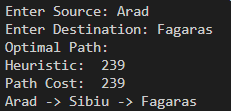 Enter Source: Arad
Enter Destination: Fagaras
Optimal Path:
Heuristic:  239
Path Cost:  239
Arad -> Sibiu -> Fagaras